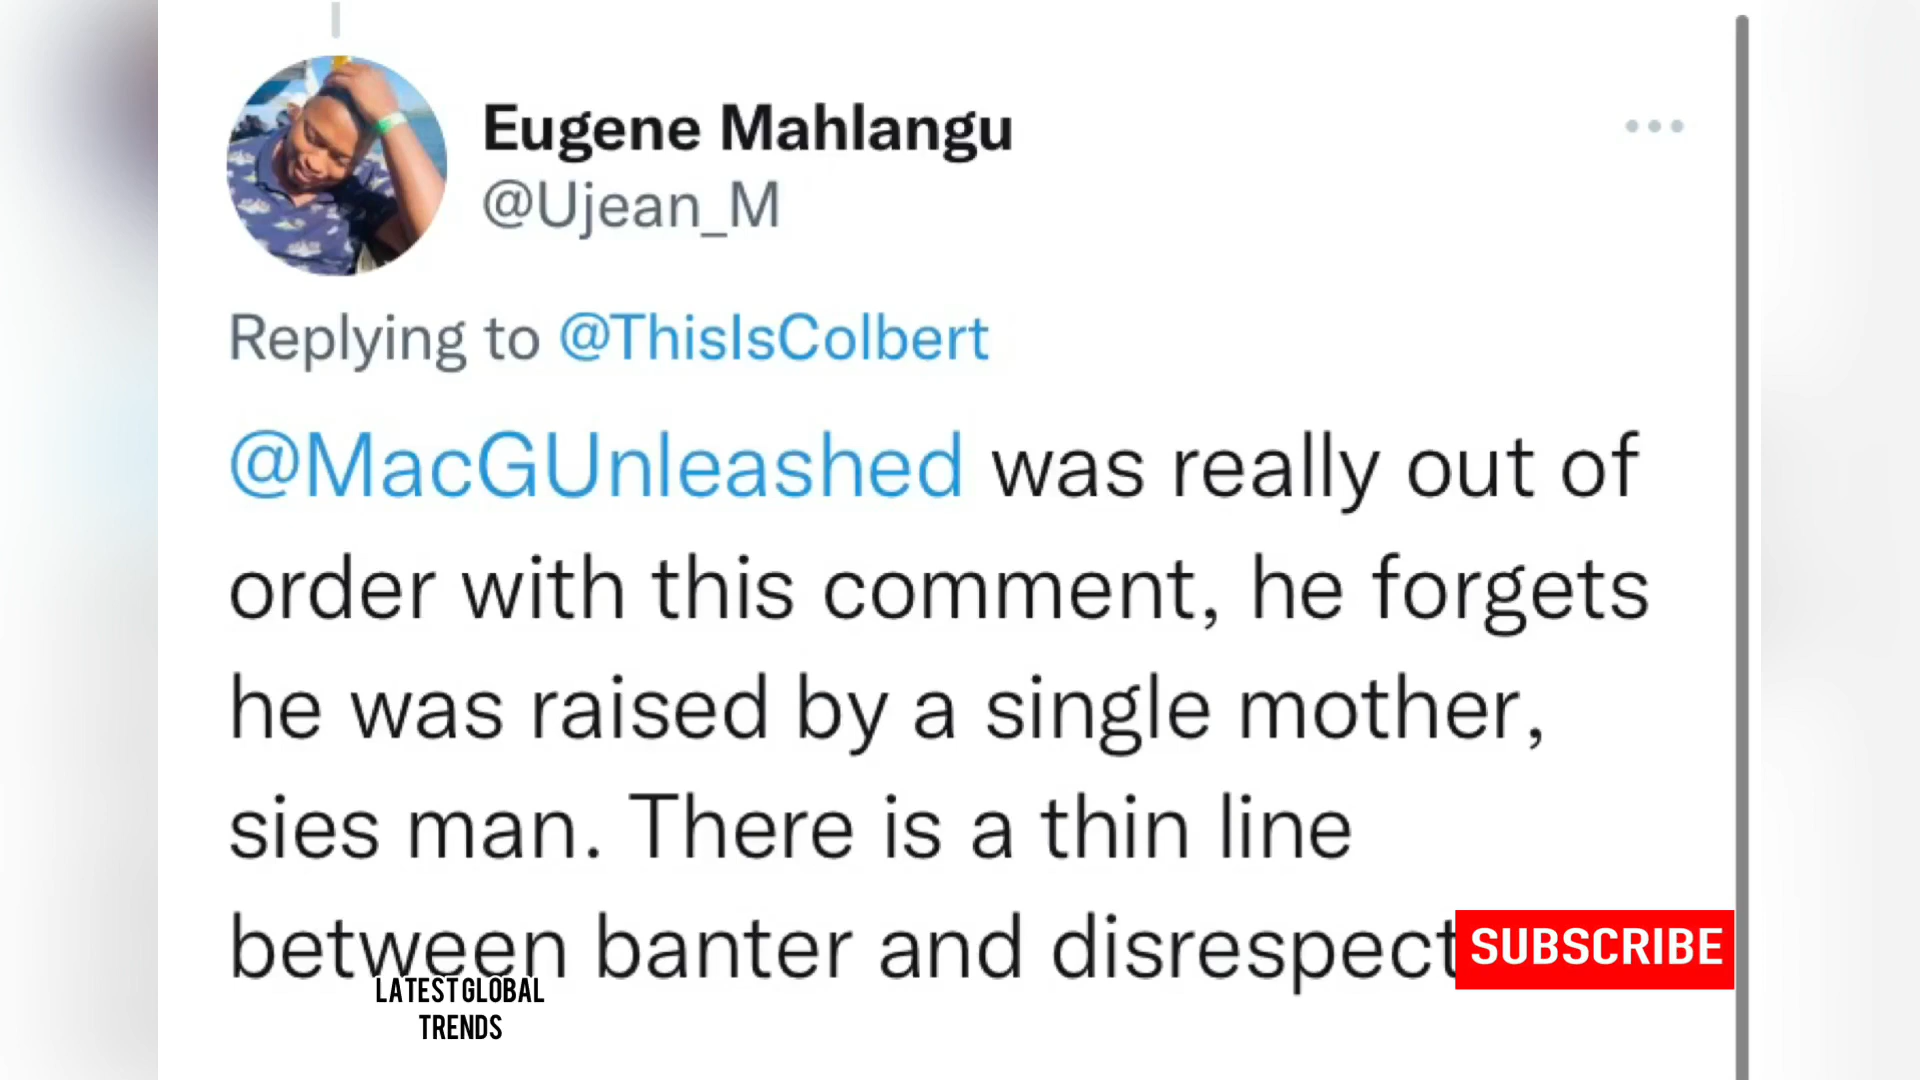 Eugene Mahlangu
@Ujean_M
Replying to @ThisIsColbert
@MacGUnleashed was really out of
order with this comment, he forgets
he was raised by a single mother,
sies man. There is a thin line
between banter and disrespect
SUBSCRIBE
LATEST GLOBAL
TRENDS